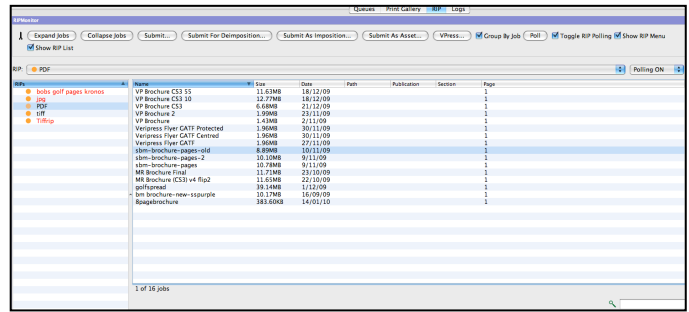 Queues Print Gallery RIP Logs
RIPMonitor
Expand Jobs Collapse Jobs Submit... Submit For Deimposition... Submit As Imposition... Submit As Asset... VPress... Group By Job Poll Toggle RIP Polling Show RIP Menu
Show RIP List
RIP: PDF Polling ON
RIPs Name Size Date Path Publication Section Page
bobs golf pages kronos VP Brochure CS3 55 11.63MB 18/12/09 1
jpg VP Brochure CS3 10 12.77MB 18/12/09 1
PDF VP Brochure CS3 6.68MB 21/12/09 1
tiff VP Brochure 2 1.99MB 23/11/09 1
Tiffrip VP Brochure 1.43MB 2/11/09 1
Veripress Flyer GATF Protected 1.96MB 30/11/09 1
Veripress Flyer GATF Centred 1.96MB 30/11/09 1
Veripress Flyer GATF 1.96MB 27/11/09 1
sbm-brochure-pages-old 8.89MB 10/11/09 1
sbm-brochure-pages-2 10.10MB 9/11/09 1
sbm-brochure-pages 10.78MB 9/11/09 1
MR Brochure Final 11.71MB 23/10/09 1
MR Brochure (CS3) v4 flip2 11.65MB 22/10/09 1
golfspread 39.14MB 1/12/09 1
bm brochure-new-sspurple 10.17MB 16/09/09 1
8pagebrochure 383.60KB 14/01/10 1
1 of 16 jobs